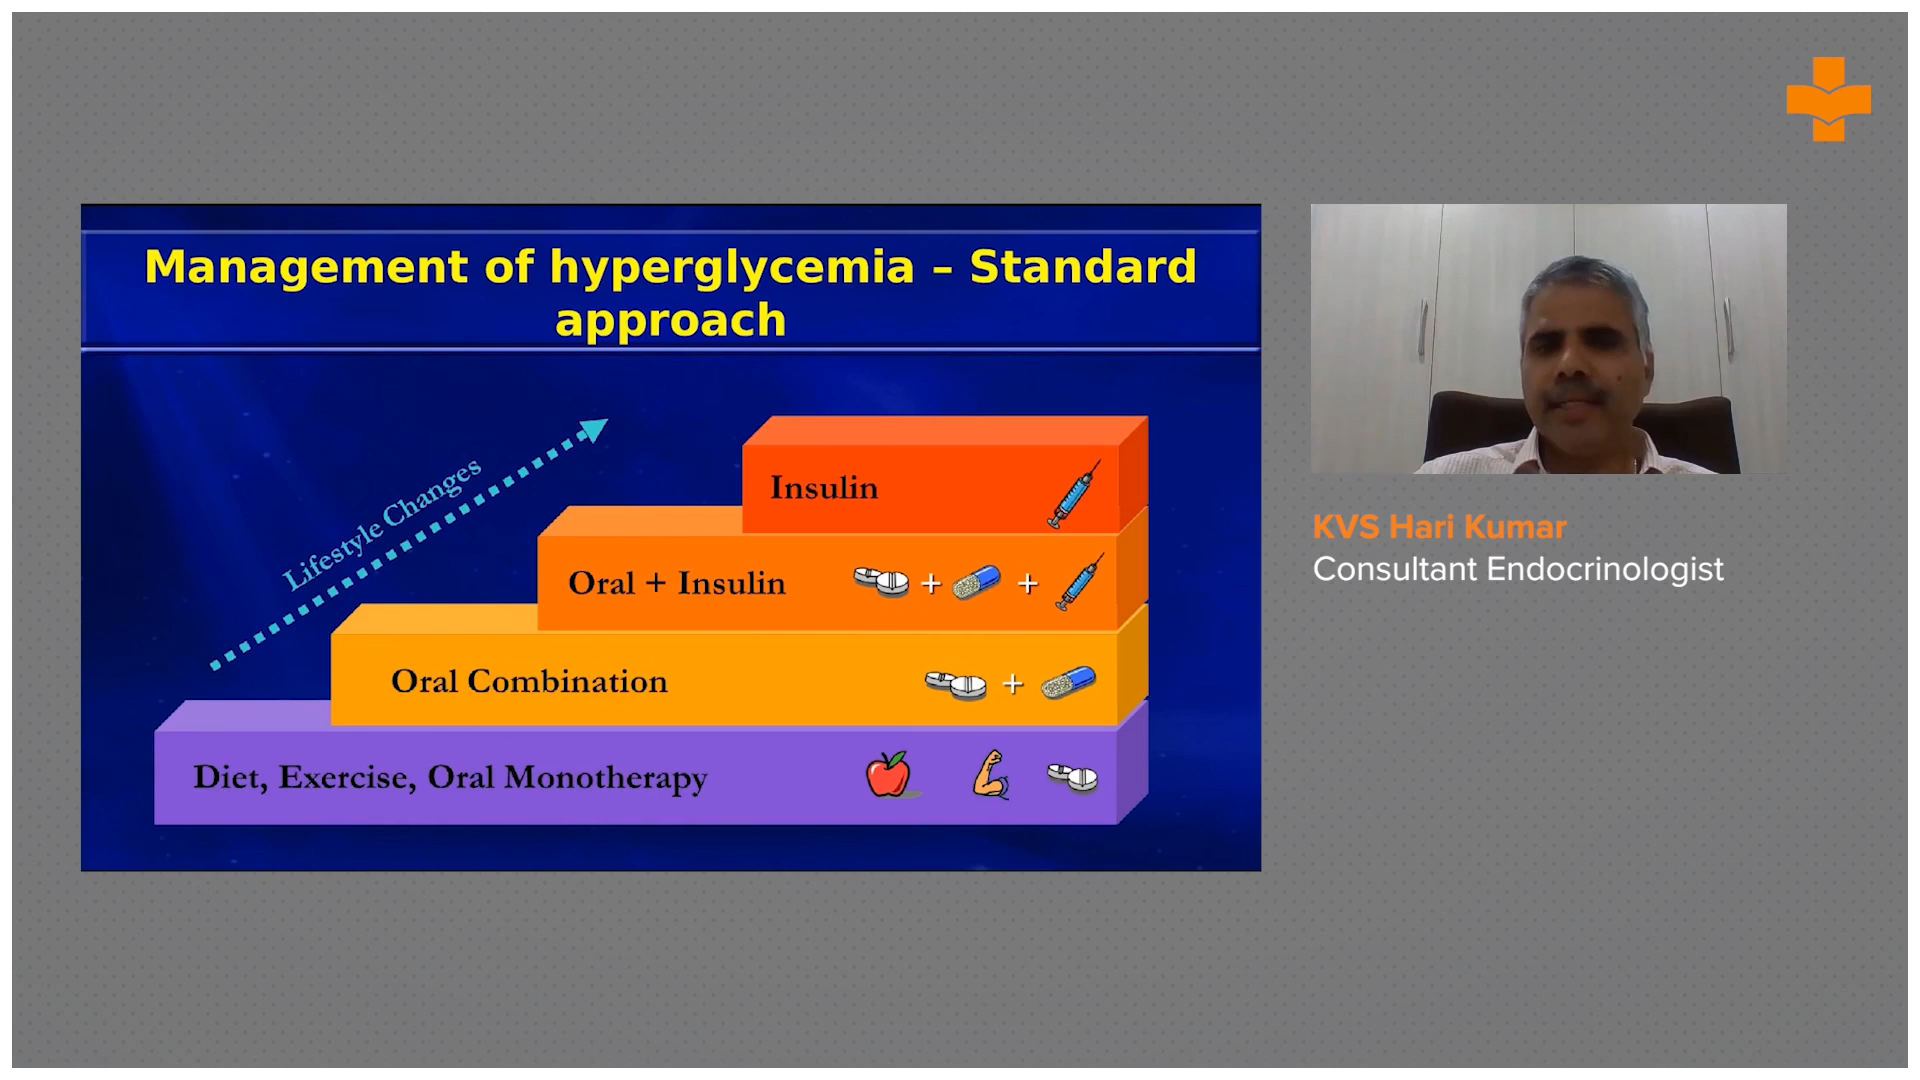 Management of hyperglycemia – Standard
approach
Lifestyle Changes
Insulin
Oral + Insulin
+
+
Oral Combination
+
Diet, Exercise, Oral Monotherapy
KVS Hari Kumar
Consultant Endocrinologist